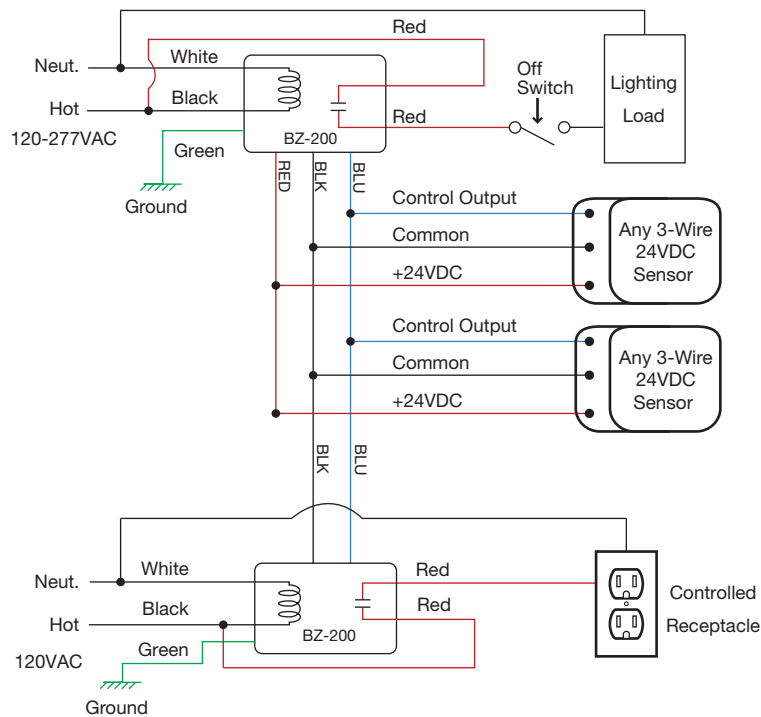 Red
Neut.
White
Hot
Black
120-277VAC
Red
Off
Switch
Lighting
Load
BZ-200
Green
Ground
RED
BLK
BLU
Control Output
Common
+24VDC
Any 3-Wire
24VDC
Sensor
Control Output
Common
+24VDC
Any 3-Wire
24VDC
Sensor
BLK
BLU
Neut.
White
Red
Hot
Black
Red
Controlled
Receptacle
BZ-200
120VAC
Green
Ground